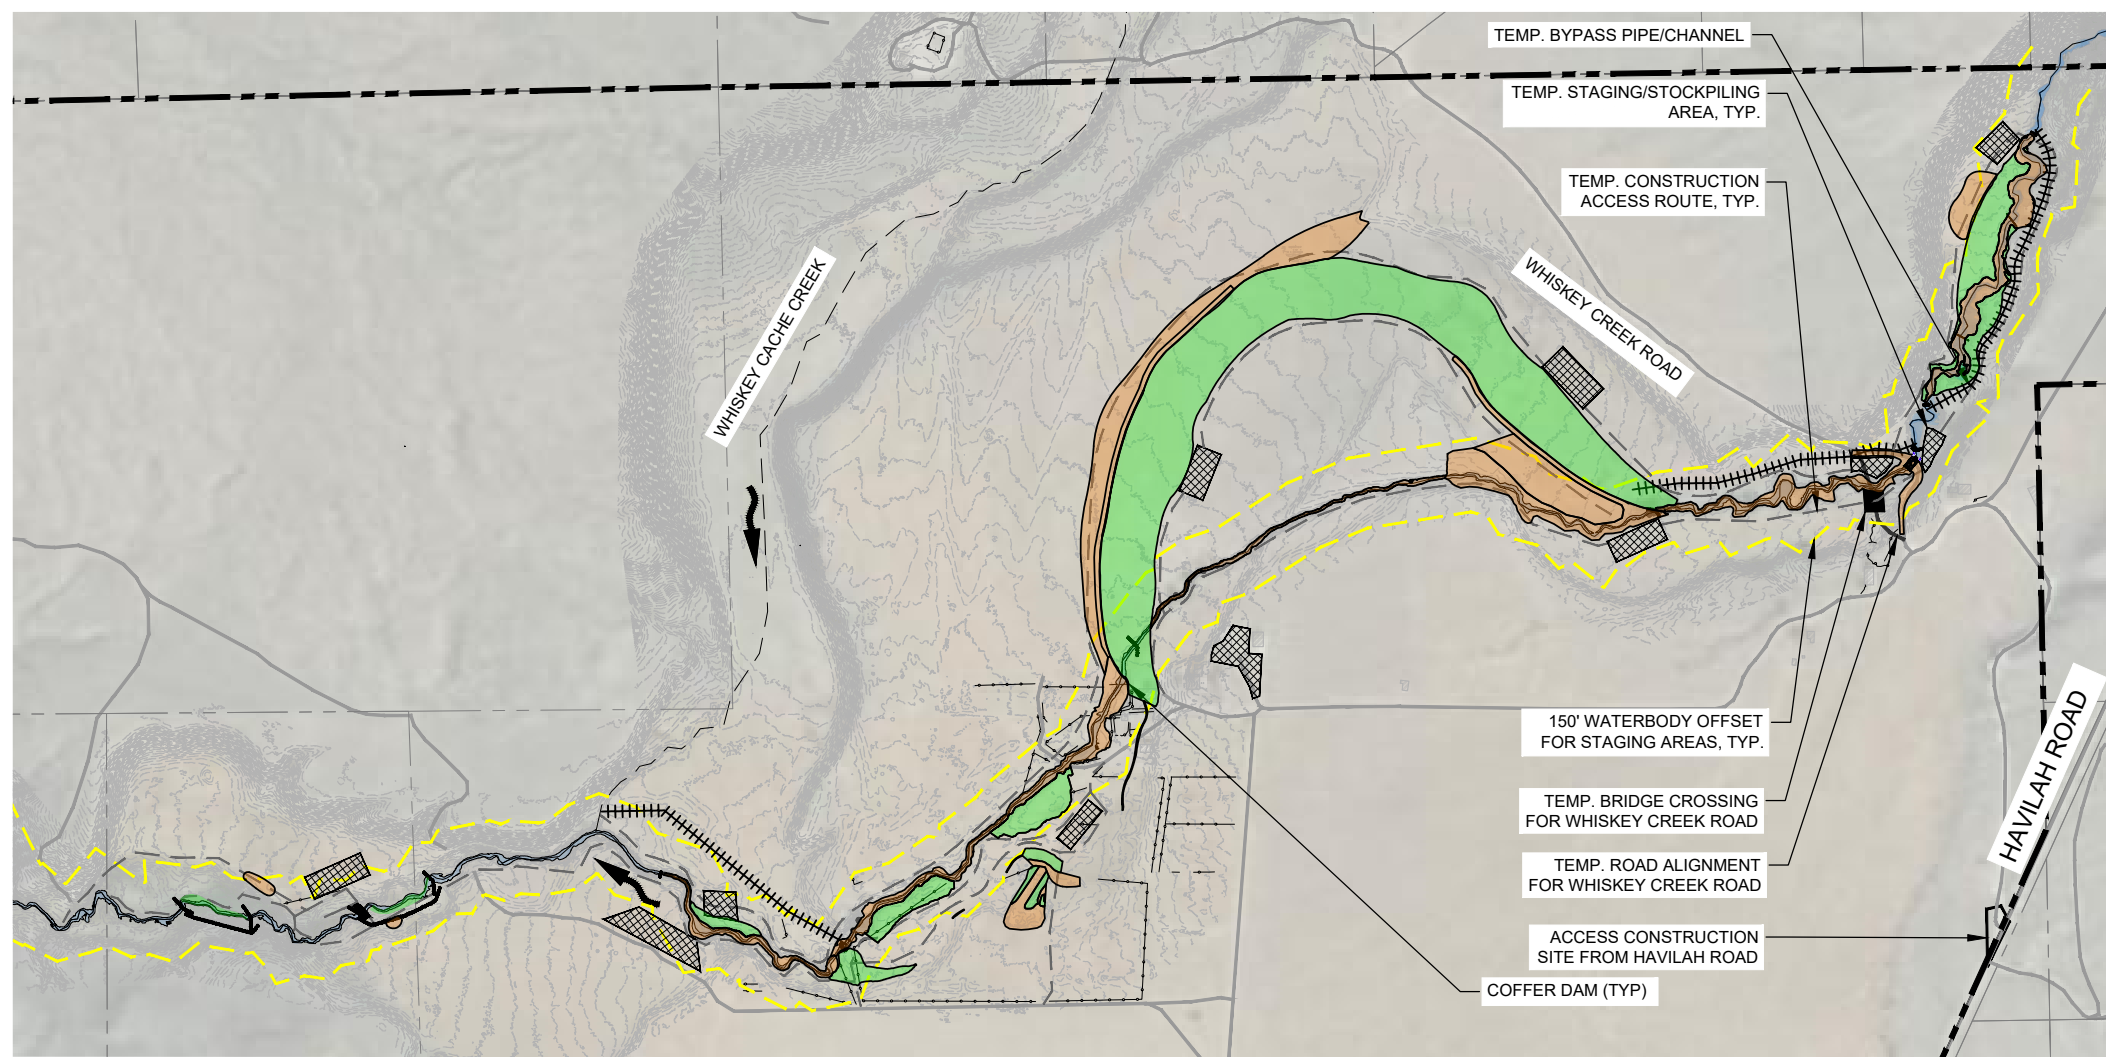 TEMP. BYPASS PIPE/CHANNEL
TEMP. STAGING/STOCKPILING
AREA, TYP.
TEMP. CONSTRUCTION
ACCESS ROUTE, TYP.
WHISKEY CACHE CREEK
WHISKEY CREEK ROAD
150' WATERBODY OFFSET
FOR STAGING AREAS, TYP.
TEMP. BRIDGE CROSSING
FOR WHISKEY CREEK ROAD
TEMP. ROAD ALIGNMENT
FOR WHISKEY CREEK ROAD
HAVILAH ROAD
ACCESS CONSTRUCTION
SITE FROM HAVILAH ROAD
COFFER DAM (TYP)